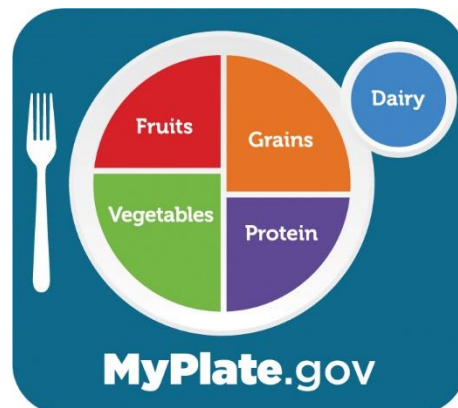 Fruits
Grains
Dairy
Vegetables
Protein
MyPlate.gov